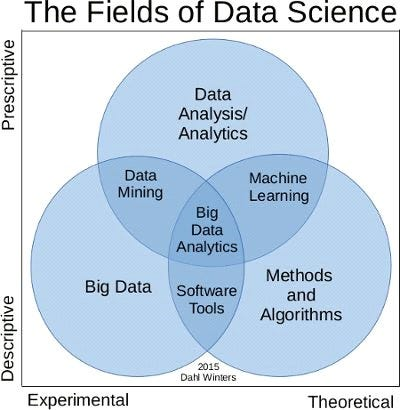 The Fields of Data Science
Prescriptive
Data
Analysis/
Analytics
Data
Mining
Machine
Learning
Big
Data
Analytics
Big Data
Software
Tools
Methods
and
Algorithms
Descriptive
2015
Dahl Winters
Experimental
Theoretical